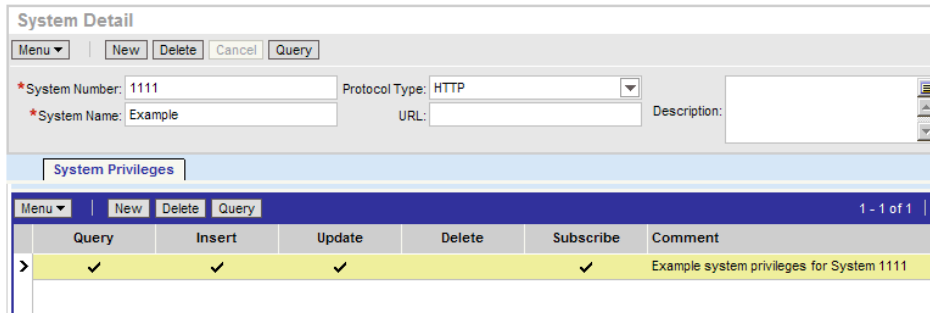 System Detail
Menu New Delete Cancel Query
*System Number: 1111 Protocol Type: HTTP
*System Name: Example URL: Description:
System Privileges
Menu New Delete Query 1 - 1 of 1
Query Insert Update Delete Subscribe Comment
Example system privileges for System 1111